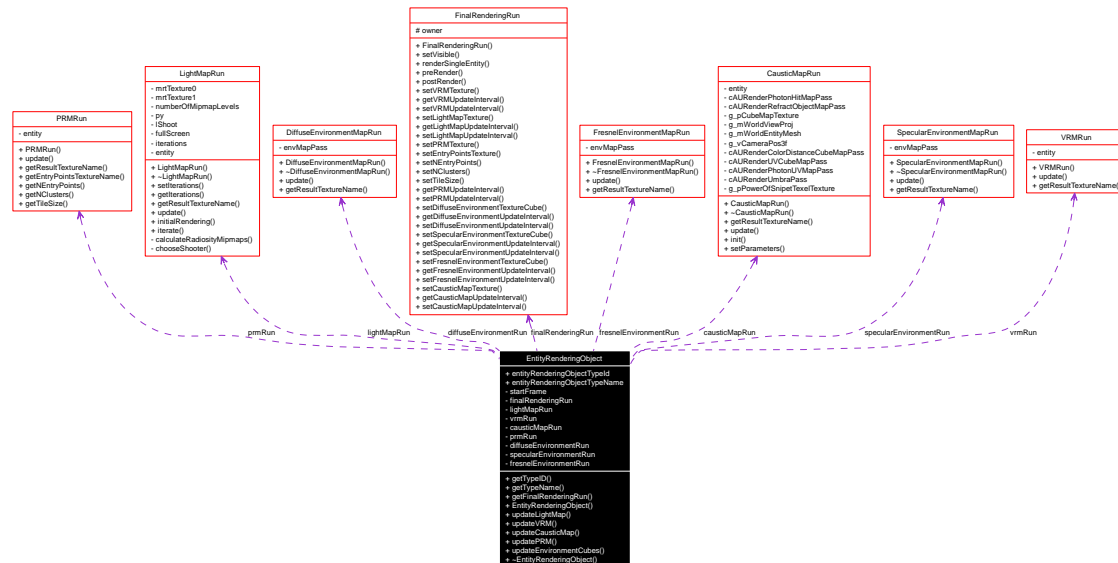 FinalRenderingRun
# owner
+ FinalRenderingRun()
+ setVisible()
+ renderSingleEntity()
+ preRender()
+ postRender()
+ setVRMTexture()
+ getVRMUpdateInterval()
+ setVRMUpdateInterval()
+ setLightMapTexture()
+ getLightMapUpdateInterval()
+ setLightMapUpdateInterval()
+ setPRMTexture()
+ setEntryPointsTexture()
+ setNEntryPoints()
+ setNClusters()
+ setTileSize()
+ getPRMUpdateInterval()
+ setPRMUpdateInterval()
+ setDiffuseEnvironmentTextureCube()
+ getDiffuseEnvironmentUpdateInterval()
+ setDiffuseEnvironmentUpdateInterval()
+ setSpecularEnvironmentTextureCube()
+ getSpecularEnvironmentUpdateInterval()
+ setSpecularEnvironmentUpdateInterval()
+ setFresnelEnvironmentTextureCube()
+ getFresnelEnvironmentUpdateInterval()
+ setFresnelEnvironmentUpdateInterval()
+ setCausticMapTexture()
+ getCausticMapUpdateInterval()
+ setCausticMapUpdateInterval()
LightMapRun
- mrtTexture0
- mrtTexture1
- numberOfMipmapLevels
- py
- lShoot
- fullScreen
- iterations
- entity
+ LightMapRun()
+ ~LightMapRun()
+ setIterations()
+ getIterations()
+ getResultTextureName()
+ update()
+ initialRendering()
+ iterate()
- calculateRadiosityMipmaps()
- chooseShooter()
CausticMapRun
- entity
- cAURenderPhotonHitMapPass
- cAURenderRefractObjectMapPass
- g_pCubeMapTexture
- g_mWorldViewProj
- g_mWorldEntityMesh
- g_vCameraPos3f
- cAURenderColorDistanceCubeMapPass
- cAURenderUVCubeMapPass
- cAURenderPhotonUVMapPass
- cAURenderUmbraPass
- g_pPowerOfSnippetTexelTexture
+ CausticMapRun()
+ ~CausticMapRun()
+ getResultTextureName()
+ update()
+ init()
+ setParameters()
PRMRun
- entity
+ PRMRun()
+ update()
+ getResultTextureName()
+ getEntryPointsTextureName()
+ getNEntryPoints()
+ getNClusters()
+ getTileSize()
DiffuseEnvironmentMapRun
- envMapPass
+ DiffuseEnvironmentMapRun()
+ ~DiffuseEnvironmentMapRun()
+ update()
+ getResultTextureName()
FresnelEnvironmentMapRun
- envMapPass
+ FresnelEnvironmentMapRun()
+ ~FresnelEnvironmentMapRun()
+ update()
+ getResultTextureName()
SpecularEnvironmentMapRun
- envMapPass
+ SpecularEnvironmentMapRun()
+ ~SpecularEnvironmentMapRun()
+ update()
+ getResultTextureName()
VRMRun
- entity
+ VRMRun()
+ update()
+ getResultTextureName()
prmRun
lightMapRun
diffuseEnvironmentRun
finalRenderingRun
fresnelEnvironmentRun
causticMapRun
specularEnvironmentRun
vrmRun
EntityRenderingObject
+ entityRenderingObjectTypeId
+ entityRenderingObjectTypeName
- startFrame
- finalRenderingRun
- lightMapRun
- vrmRun
- causticMapRun
- prmRun
- diffuseEnvironmentRun
- specularEnvironmentRun
- fresnelEnvironmentRun
+ getTypeID()
+ getTypeName()
+ getFinalRenderingRun()
+ EntityRenderingObject()
+ updateLightMap()
+ updateVRM()
+ updateCausticMap()
+ updatePRM()
+ updateEnvironmentCubes()
+ ~EntityRenderingObject()